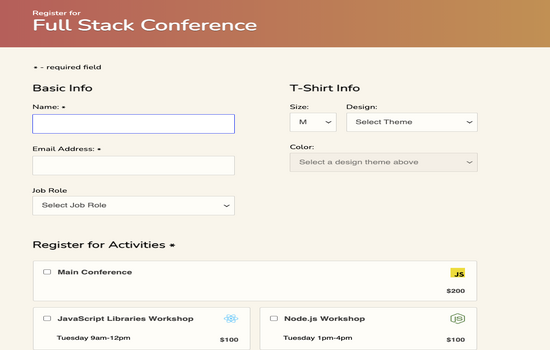 Register for
Full Stack Conference
* - required field
Basic Info
Name: *
Email Address: *
Job Role
Select Job Role
T-Shirt Info
Size:
Design:
M
Select Theme
Color:
Select a design theme above
Register for Activities *
Main Conference
JS
$200
JavaScript Libraries Workshop
Tuesday 9am-12pm
$100
Node.js Workshop
JS
Tuesday 1pm-4pm
$100